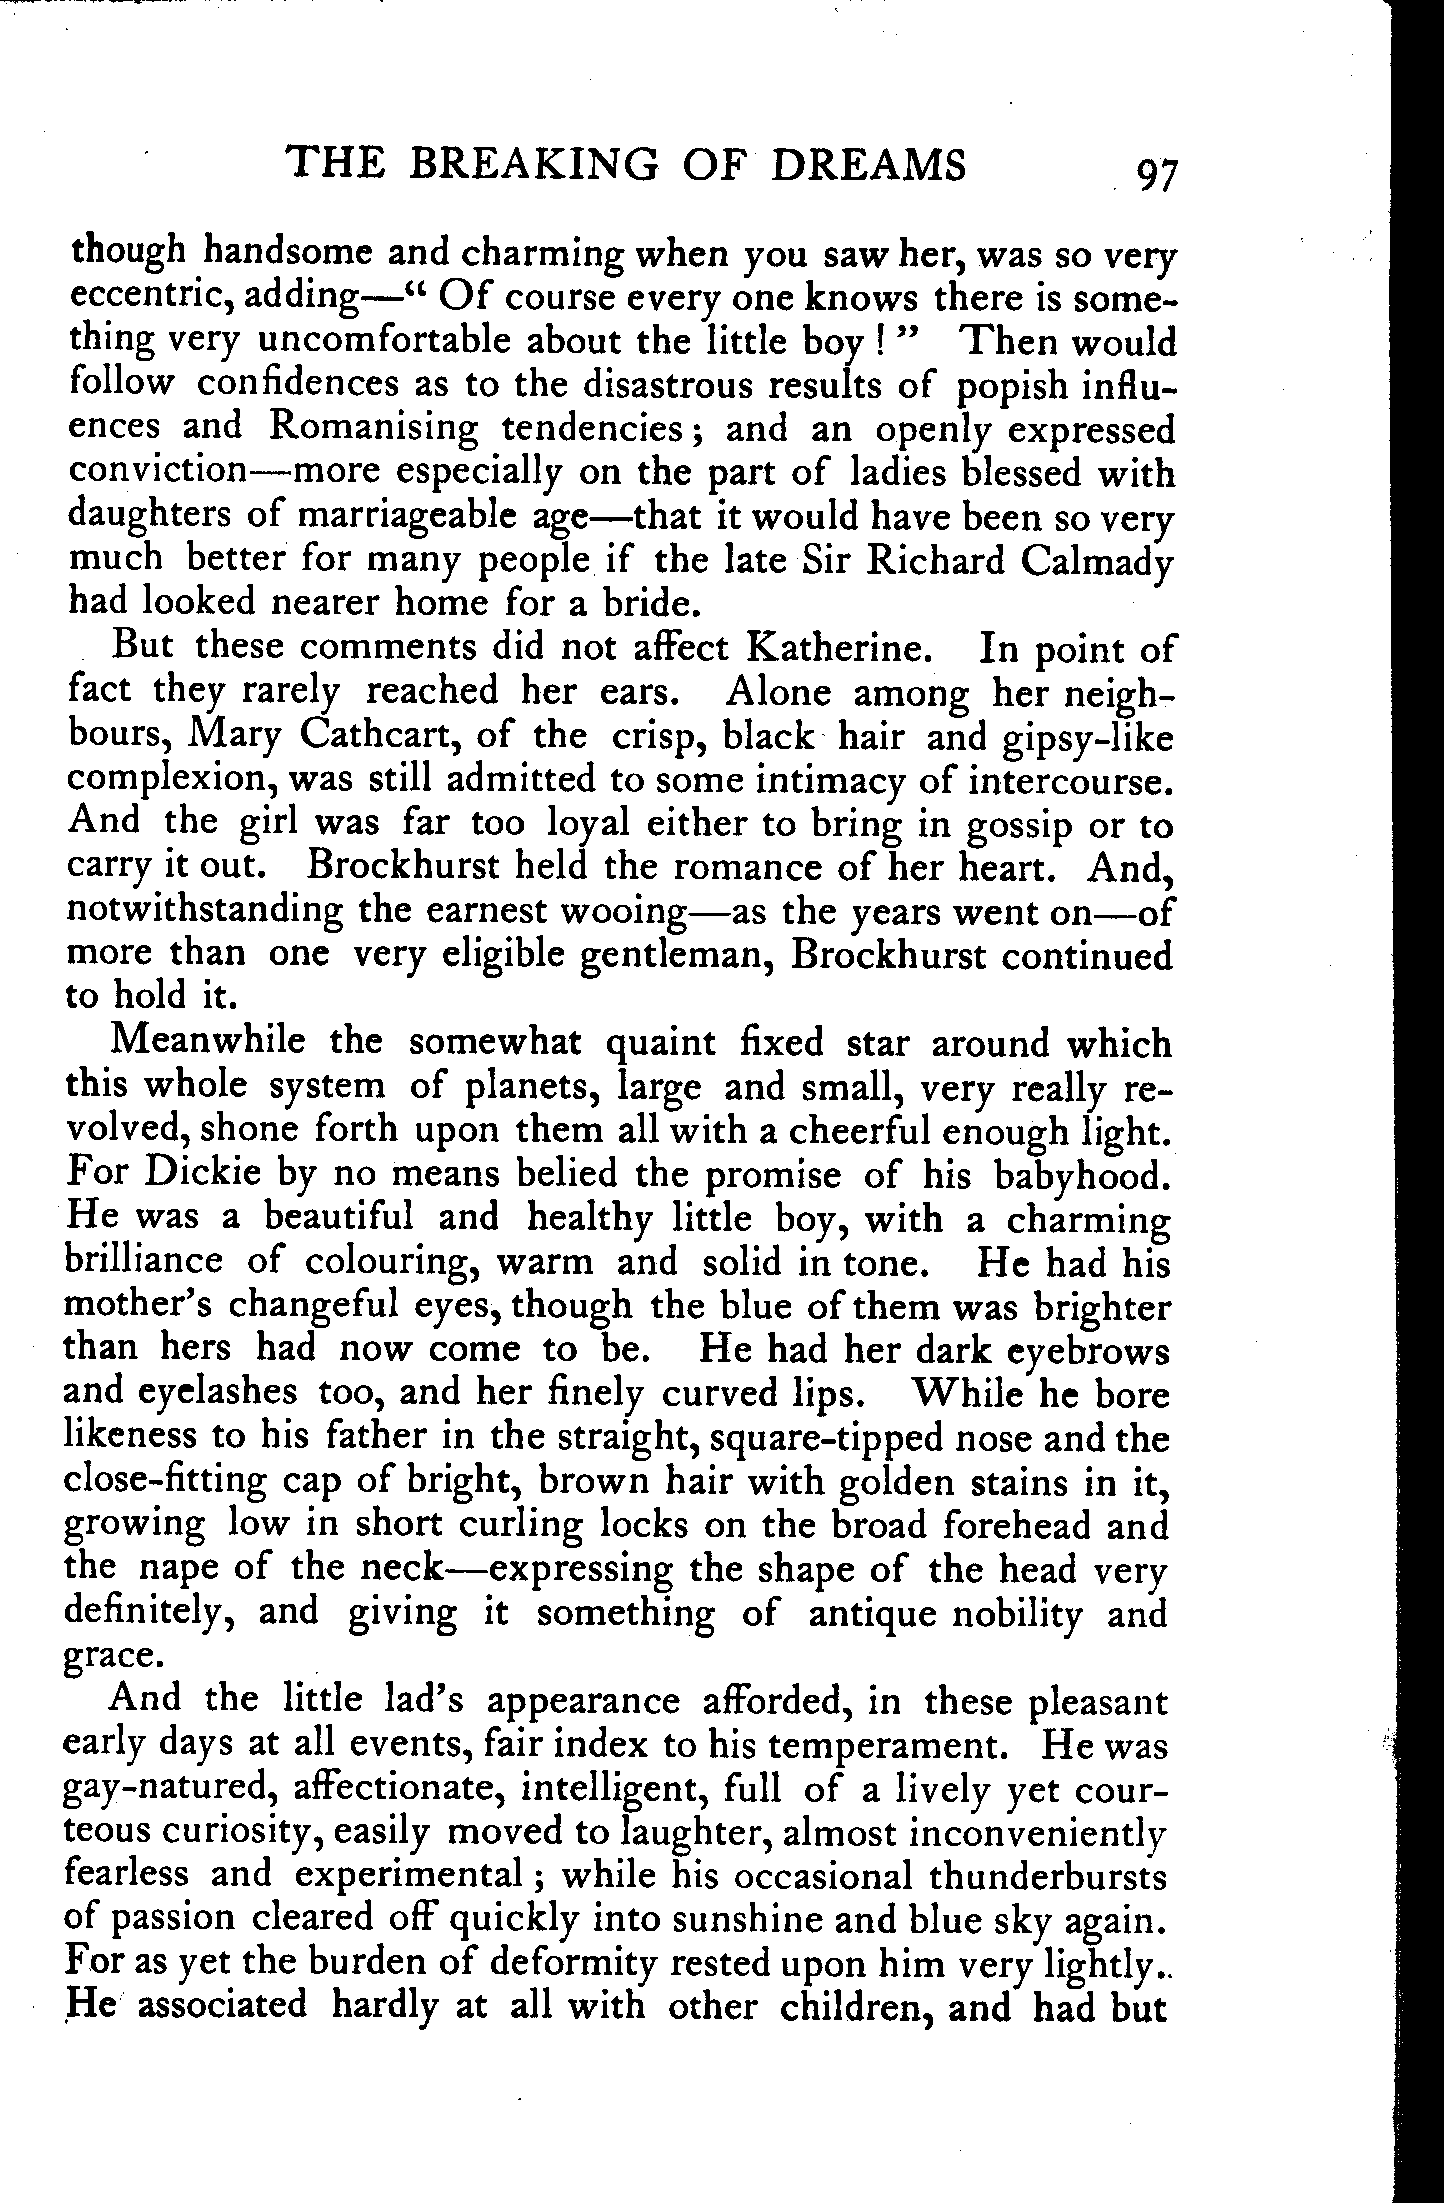 THE BREAKING OF DREAMS 97
though handsome and charming when you saw her, was so very
eccentric, adding—“ Of course every one knows there is some-
thing very uncomfortable about the little boy ! ” Then would
follow confidences as to the disastrous results of popish influ-
ences and Romanising tendencies ; and an openly expressed
conviction—more especially on the part of ladies blessed with
daughters of marriageable age—that it would have been so very
much better for many people if the late Sir Richard Calmady
had looked nearer home for a bride.
But these comments did not affect Katherine. In point of
fact they rarely reached her ears. Alone among her neigh-
bours, Mary Cathcart, of the crisp, black hair and gipsy-like
complexion, was still admitted to some intimacy of intercourse.
And the girl was far too loyal either to bring in gossip or to
carry it out. Brockhurst held the romance of her heart. And,
notwithstanding the earnest wooing—as the years went on—of
more than one very eligible gentleman, Brockhurst continued
to hold it.
Meanwhile the somewhat quaint fixed star around which
this whole system of planets, large and small, very really re-
volved, shone forth upon them all with a cheerful enough light.
For Dickie by no means belied the promise of his babyhood.
He was a beautiful and healthy little boy, with a charming
brilliance of colouring, warm and solid in tone. He had his
mother’s changeful eyes, though the blue of them was brighter
than hers had now come to be. He had her dark eyebrows
and eyelashes too, and her finely curved lips. While he bore
likeness to his father in the straight, square-tipped nose and the
close-fitting cap of bright, brown hair with golden stains in it,
growing low in short curling locks on the broad forehead and
the nape of the neck—expressing the shape of the head very
definitely, and giving it something of antique nobility and
grace.
And the little lad’s appearance afforded, in these pleasant
early days at all events, fair index to his temperament. He was
gay-natured, affectionate, intelligent, full of a lively yet cour-
teous curiosity, easily moved to laughter, almost inconveniently
fearless and experimental ; while his occasional thunderbursts
of passion cleared off quickly into sunshine and blue sky again.
For as yet the burden of deformity rested upon him very lightly.
He associated hardly at all with other children, and had but